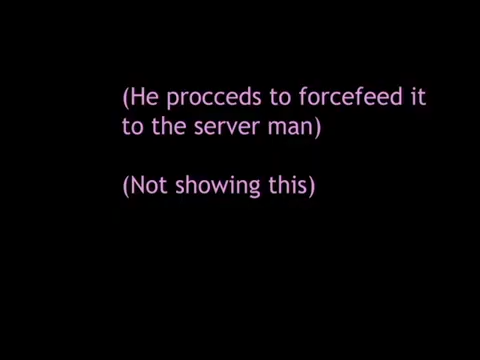 (He procceds to forcefeed it
to the server man)
(Not showing this)